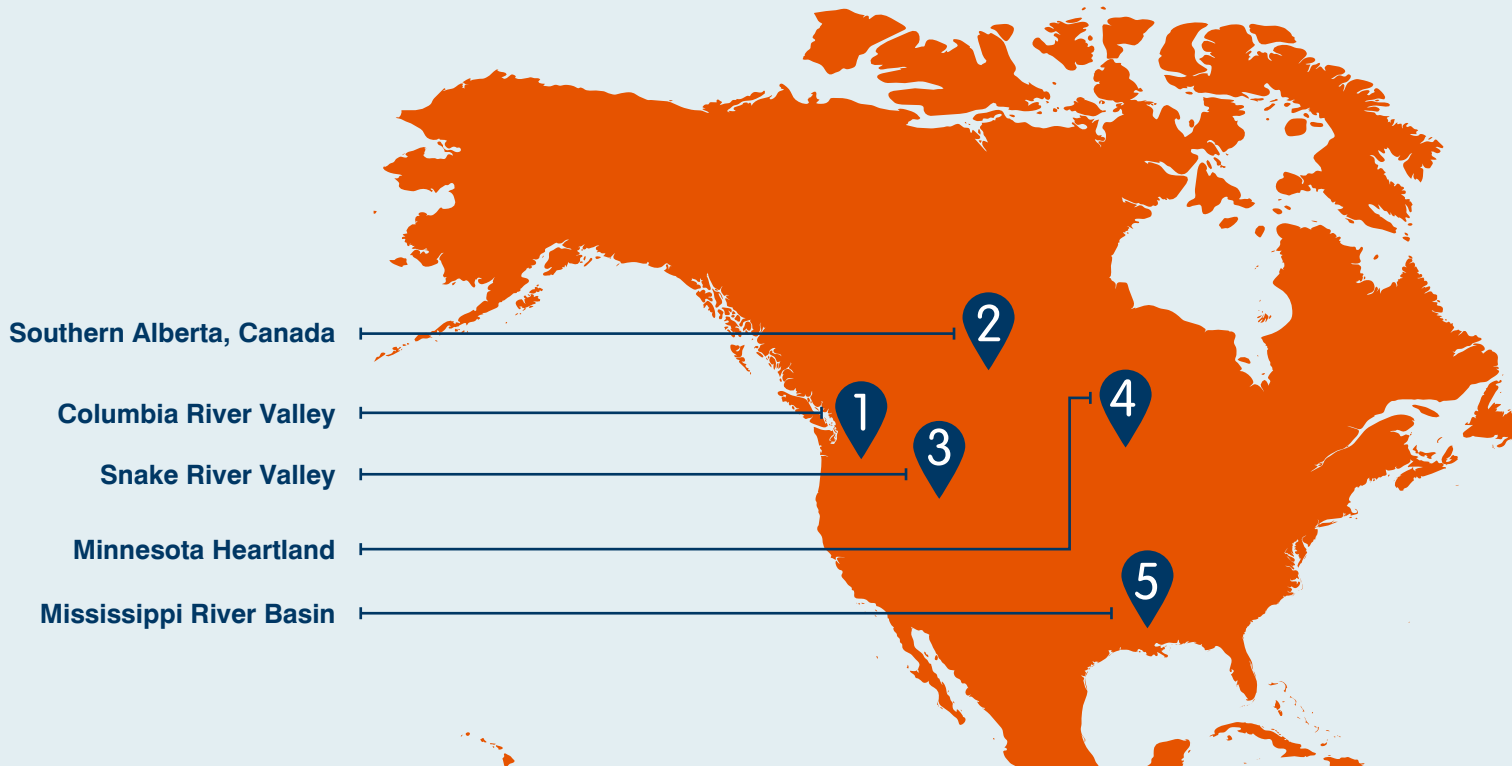 2
Southern Alberta, Canada
1
4
Columbia River Valley
3
Snake River Valley
Minnesota Heartland
5
Mississippi River Basin